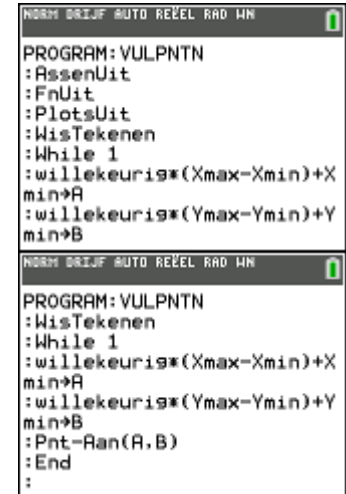 NORM DRIJF AUTO REËEL RAD WN
PROGRAM:VULPNTN
:AssenUit
:FnUit
:PlotsUit
:WisTekenen
:While 1
:willekeurig*(Xmax-Xmin)+X
min→A
:willekeurig*(Ymax-Ymin)+Y
min→B
NORM DRIJF AUTO REËEL RAD WN
PROGRAM:VULPNTN
:WisTekenen
:While 1
:willekeurig*(Xmax-Xmin)+X
min→A
:willekeurig*(Ymax-Ymin)+Y
min→B
:Pnt-Aan(A,B)
:End
: